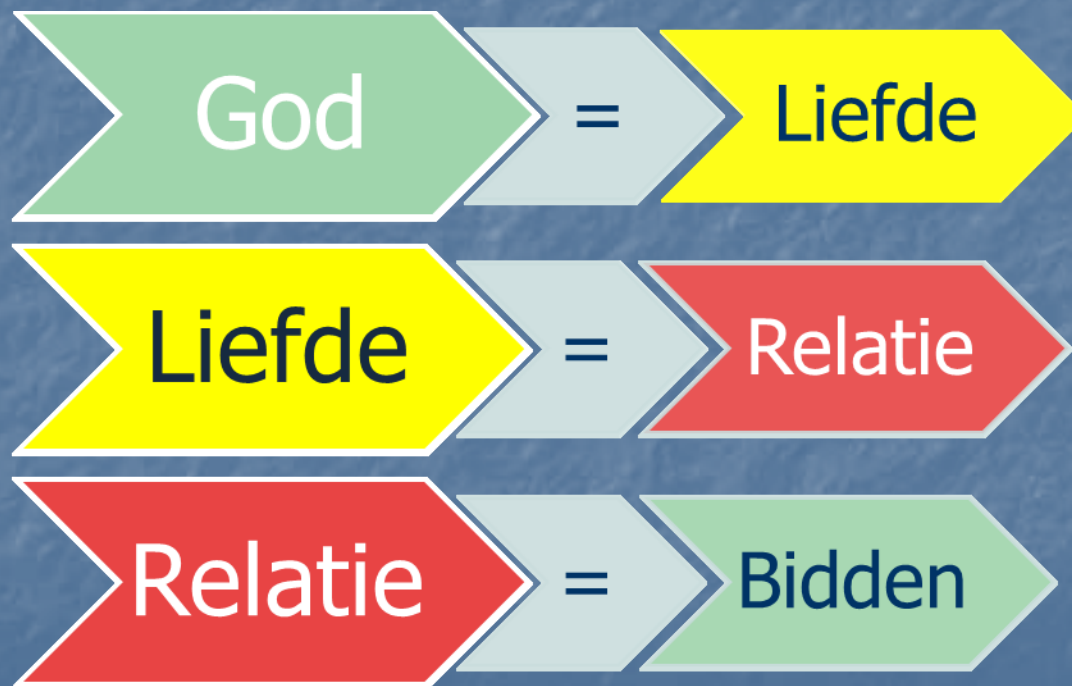 God = Liefde
Liefde = Relatie
Relatie = Bidden